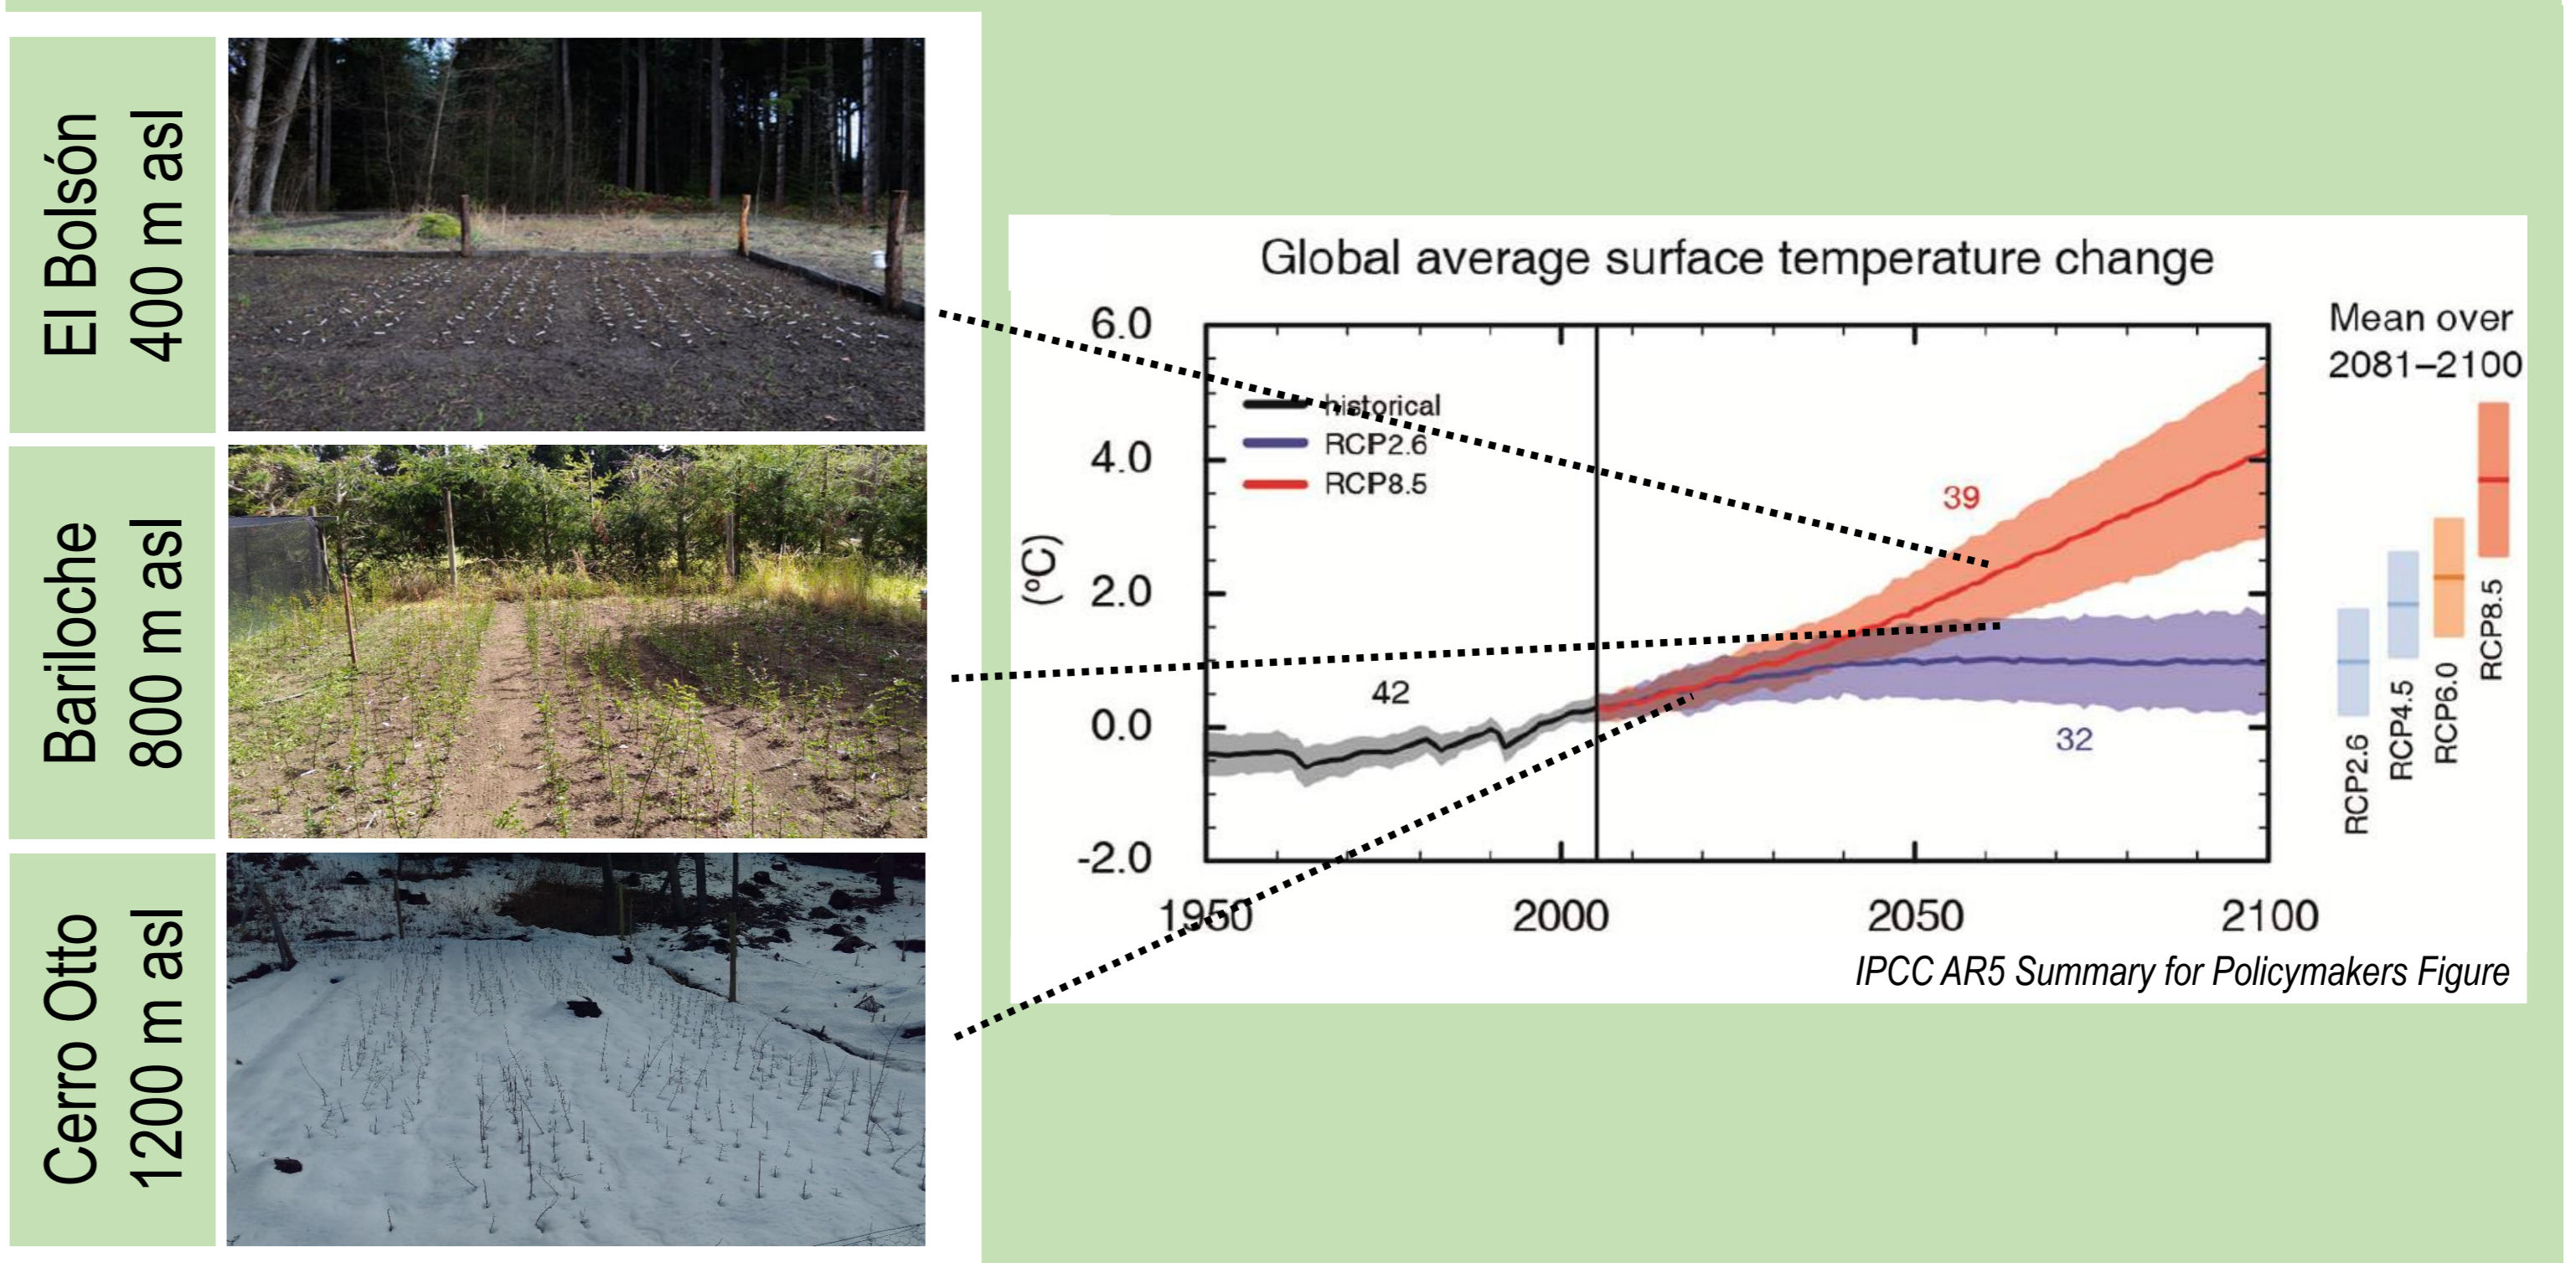 El Bolsón
400 m asl
Bariloche
800 m asl
Cerro Otto
1200 m asl
Global average surface temperature change
Mean over
2081–2100
6.0
4.0
2.0
0.0
-2.0
(ºC)
historical
RCP2.6
RCP8.5
39
42
32
1950
2000
2050
2100
RCP2.6
RCP4.5
RCP6.0
RCP8.5
IPCC AR5 Summary for Policymakers Figure